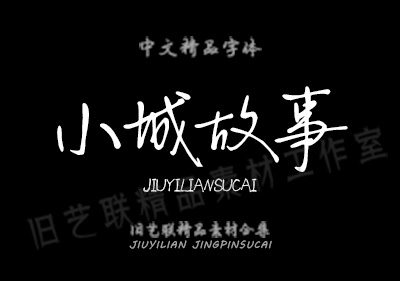 中文精品字体
小城故事
JIUYILIANSUCAI
旧艺联精品素材工作室
旧艺联精品素材合集
JIUYILIAN JINGPINSUCAI